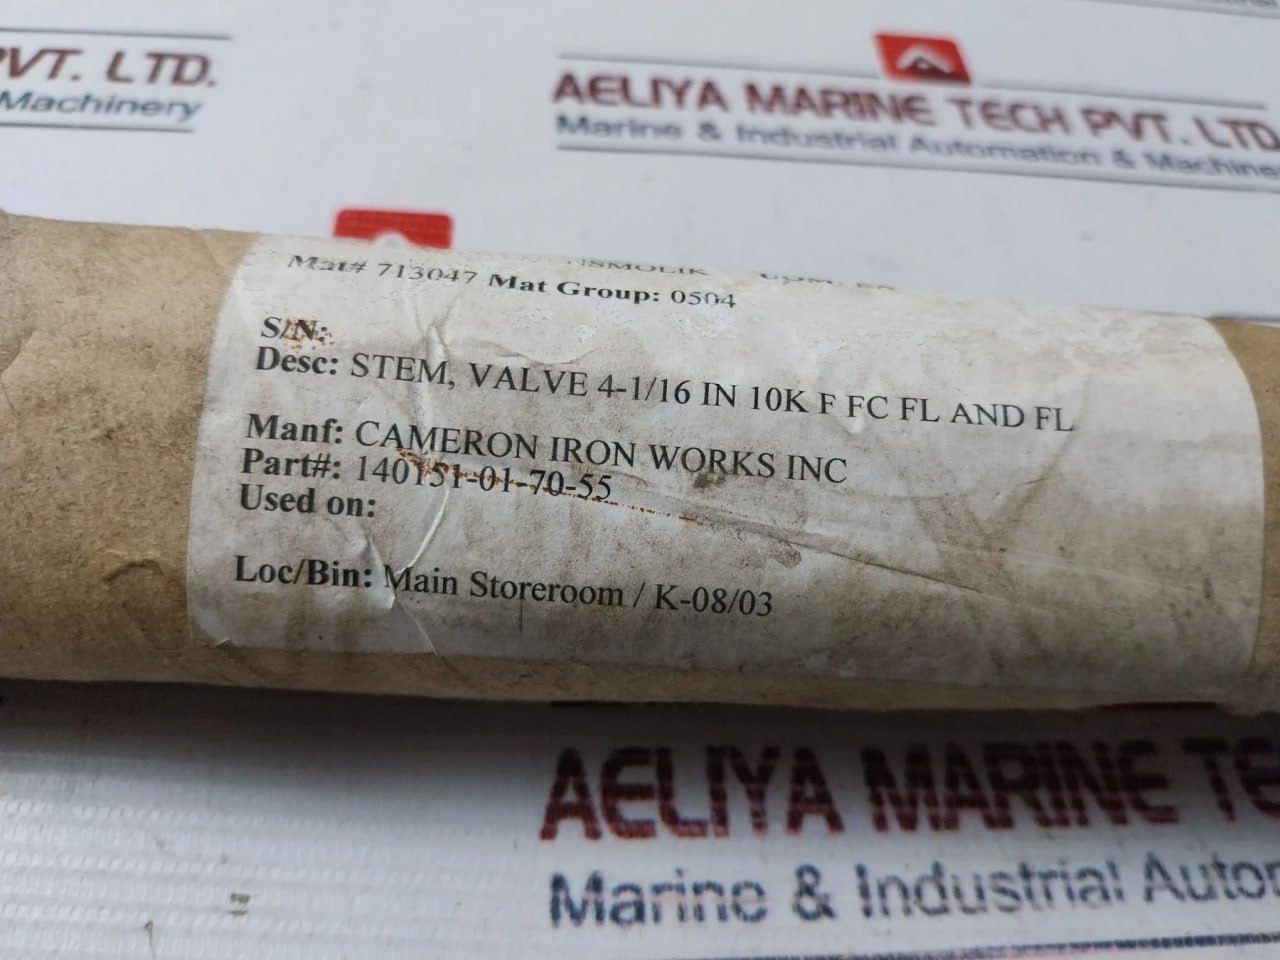 PVT. LTD.
Machinery
AELIYA MARINE TECH PVT. LTD.
Marine & Industrial Automation & Machine
Mat# 713047 Mat Group: 0504
S/N:
Desc: STEM, VALVE 4-1/16 IN 10K F FC FL AND FL
Manf: CAMERON IRON WORKS INC
Part#: 140151-01-70-55
Used on:
Loc/Bin: Main Storeroom / K-08/03
AELIYA MARINE TE
Marine & Industrial Autom